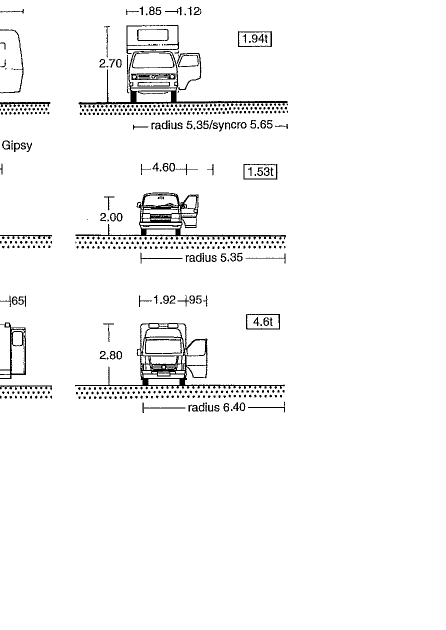 1.85 1.12
1.94t
2.70
radius 5.35/syncro 5.65
Gipsy
4.60
1.53t
2.00
radius 5.35
65
1.92 95
4.6t
2.80
radius 6.40